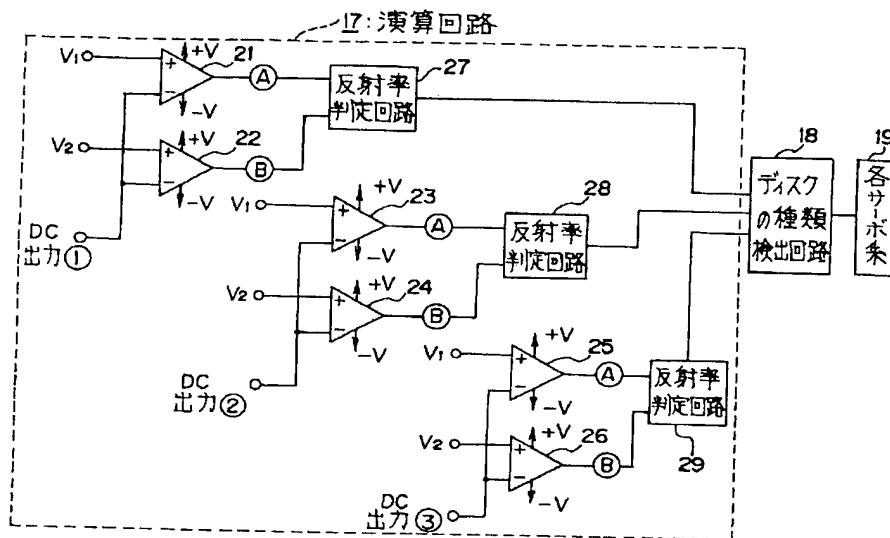 17:演算回路
V1
+V
21
+
−
−V
A
反射率
判定回路
27
V2
+V
22
+
−
−V
B
DC
出力①
V1
+V
23
+
−
−V
A
反射率
判定回路
28
V2
+V
24
+
−
−V
B
DC
出力②
V1
+V
25
+
−
−V
A
反射率
判定回路
29
V2
+V
26
+
−
−V
B
DC
出力③
18
ディスク
の種類
検出回路
19
各サーボ系